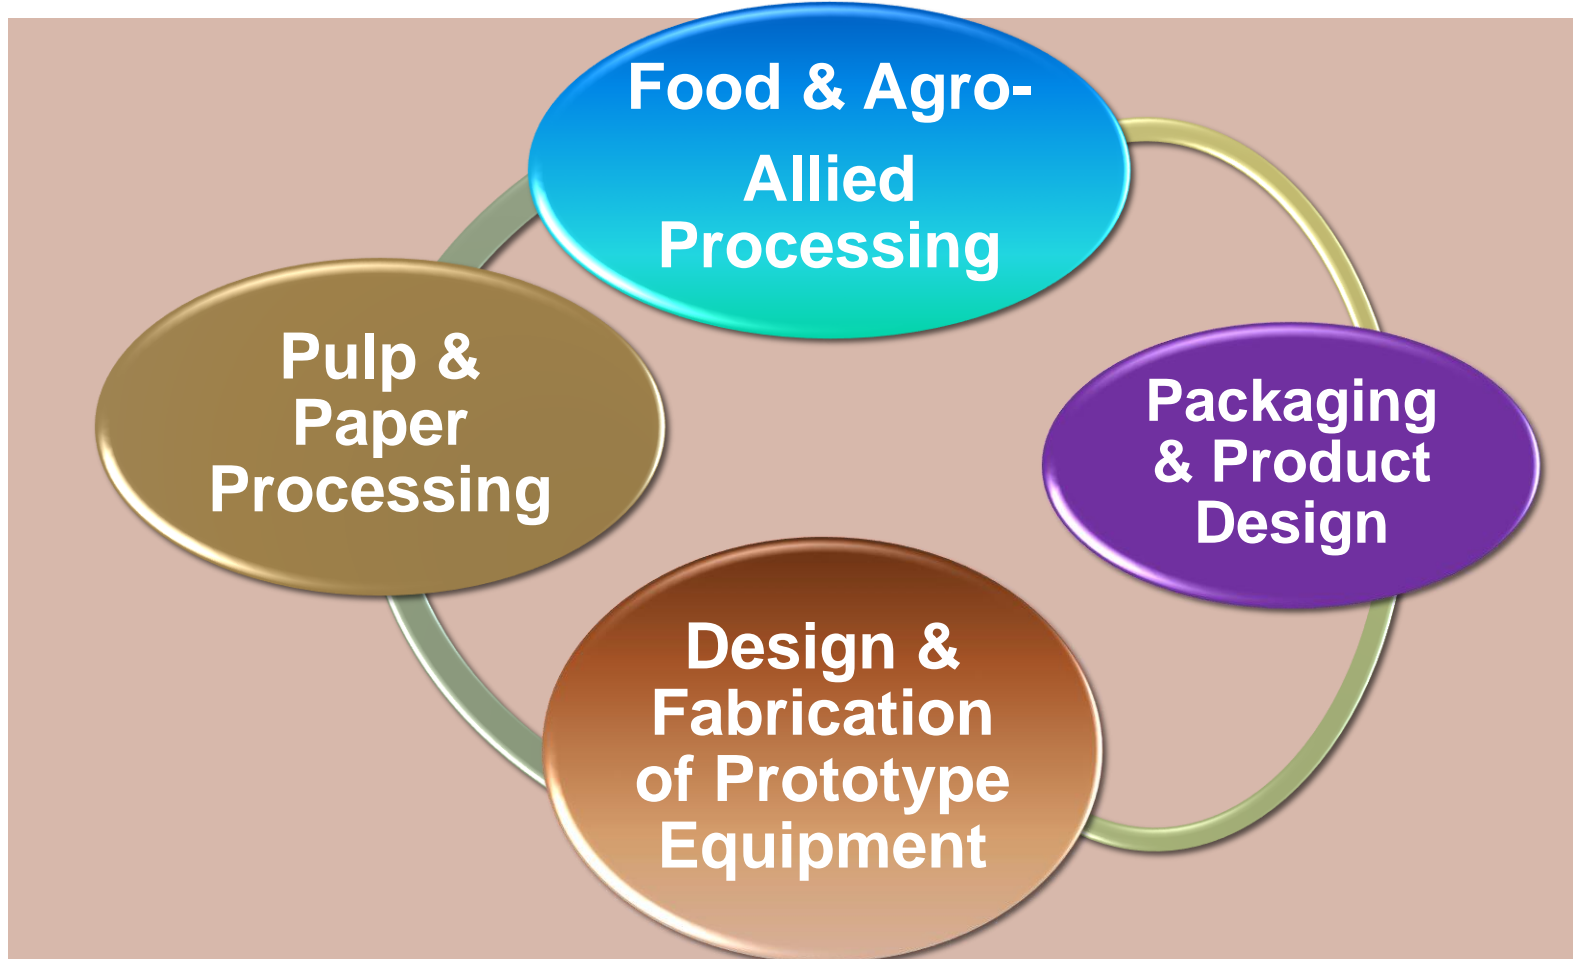 Food & Agro-
Allied
Processing
Pulp &
Paper
Processing
Packaging
& Product
Design
Design &
Fabrication
of Prototype
Equipment